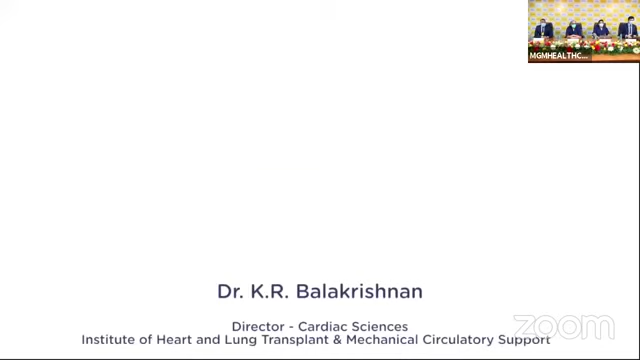 MGMHEALTHC...
Dr. K.R. Balakrishnan
Director - Cardiac Sciences
Institute of Heart and Lung Transplant & Mechanical Circulatory Support
zoom